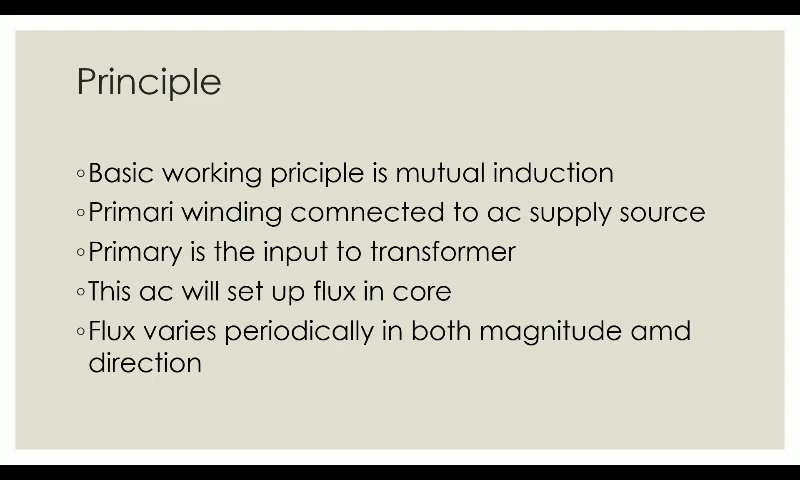 Principle
◦Basic working priciple is mutual induction
◦Primari winding comnected to ac supply source
◦Primary is the input to transformer
◦This ac will set up flux in core
◦Flux varies periodically in both magnitude amd
direction